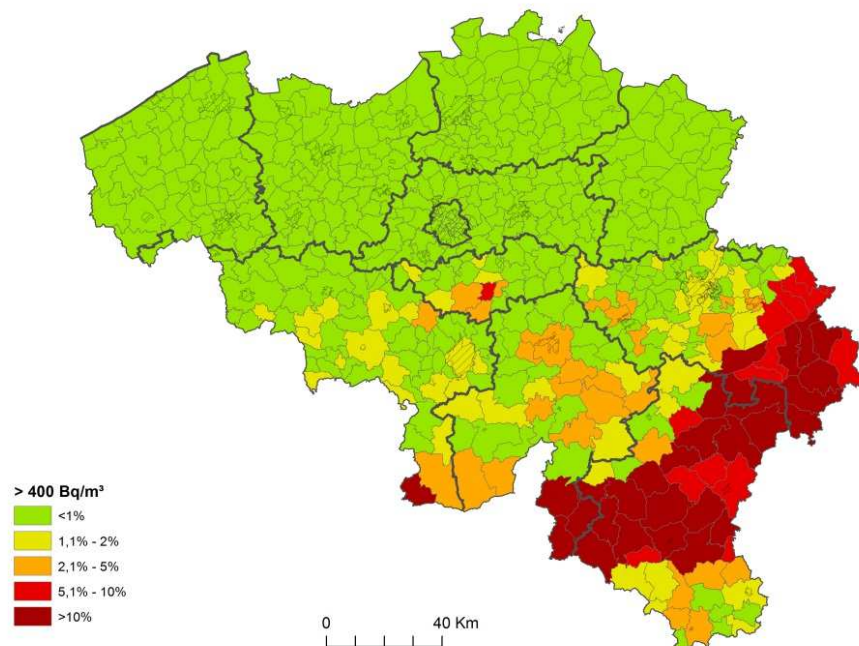 > 400 Bq/m³
<1%
1,1% - 2%
2,1% - 5%
5,1% - 10%
>10%
0 40 Km